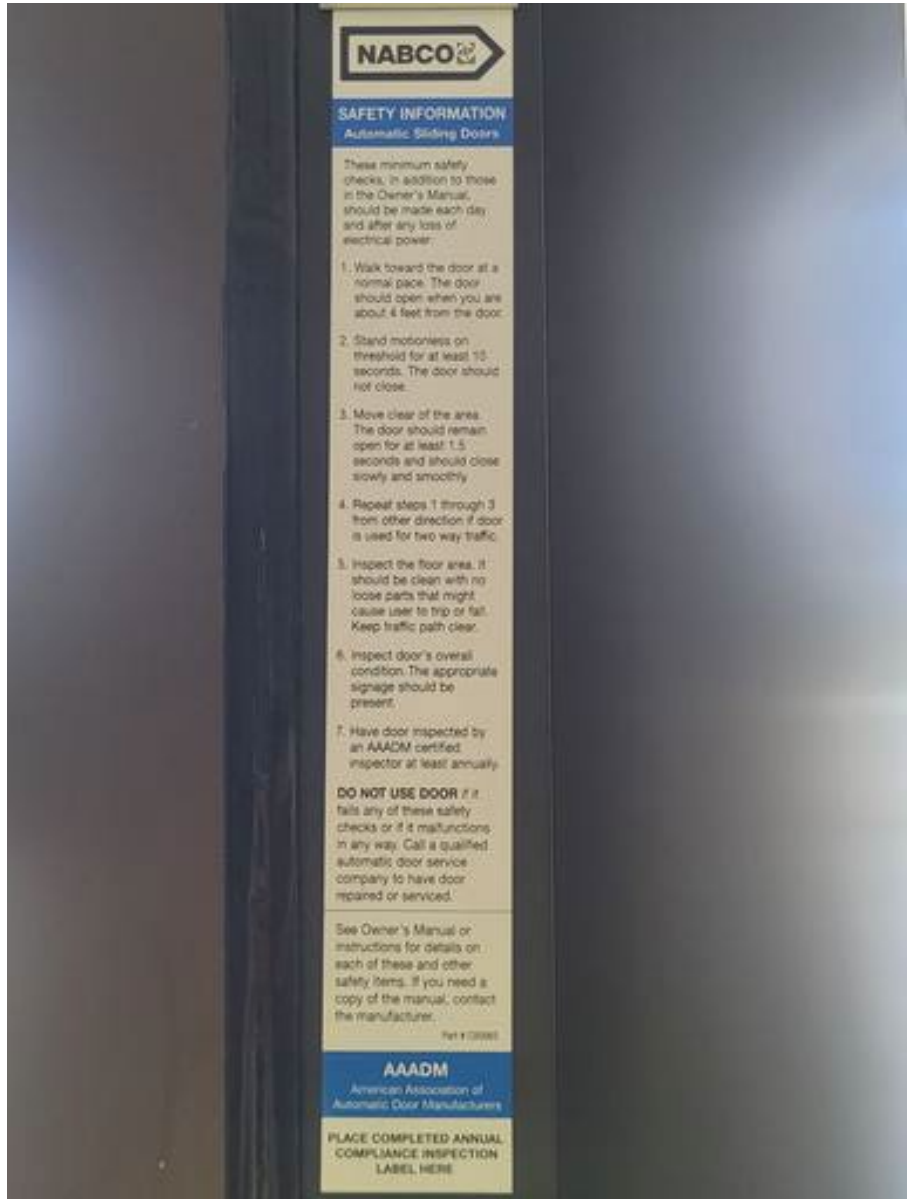 NABCO
SAFETY INFORMATION
Automatic Sliding Doors
These minimum safety
checks, in addition to those
in the Owner's Manual,
should be made each day
and after any loss of
electrical power:
1. Walk toward the door at a
normal pace. The door
should open when you are
about 4 feet from the door.
2. Stand motionless on
threshold for at least 10
seconds. The door should
not close.
3. Move clear of the area.
The door should remain
open for at least 1.5
seconds and should close
slowly and smoothly.
4. Repeat steps 1 through 3
from other direction if door
is used for two way traffic.
5. Inspect the floor area. It
should be clean with no
loose parts that might
cause user to trip or fall.
Keep traffic path clear.
6. Inspect door's overall
condition. The appropriate
signage should be
present.
7. Have door inspected by
an AAADM certified
inspector at least annually.
DO NOT USE DOOR if it
fails any of these safety
checks or if it malfunctions
in any way. Call a qualified
automatic door service
company to have door
repaired or serviced.
See Owner's Manual or
instructions for details on
each of these and other
safety items. If you need a
copy of the manual, contact
the manufacturer.
Part #
AAADM
American Association of
Automatic Door Manufacturers
PLACE COMPLETED ANNUAL
COMPLIANCE INSPECTION
LABEL HERE